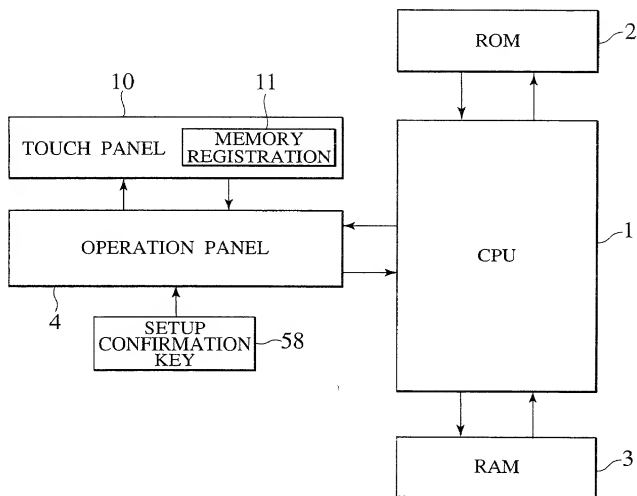 ROM
2
10
11
TOUCH PANEL
MEMORY
REGISTRATION
OPERATION PANEL
4
CPU
1
SETUP
CONFIRMATION
KEY
58
RAM
3